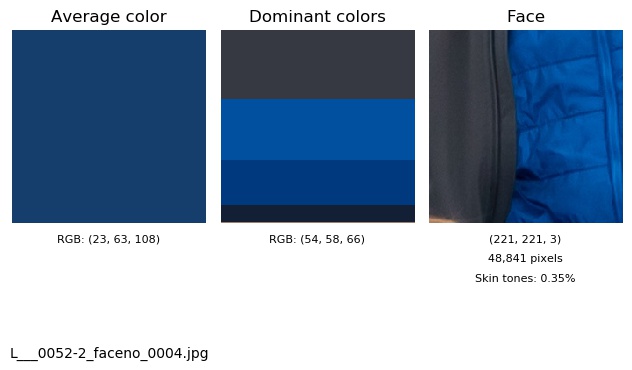 Average color
Dominant colors
Face
RGB: (23, 63, 108)
RGB: (54, 58, 66)
(221, 221, 3)
48,841 pixels
Skin tones: 0.35%
L___0052-2_faceno_0004.jpg